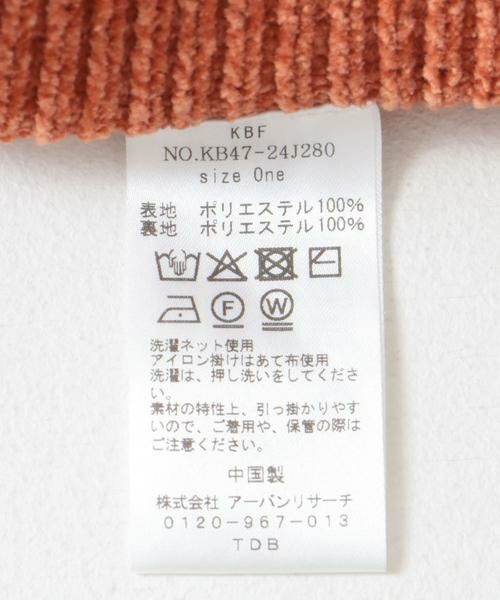 KBF
NO.KB47-24J280
size One
表地 ポリエステル100%
裏地 ポリエステル100%
F W
洗濯ネット使用
アイロン掛けはあて布使用
洗濯は、押し洗いをしてくださ
い。
素材の特性上、引っ掛かりやす
いので、ご着用や、保管の際は
ご注意ください。
中国製
株式会社 アーバンリサーチ
0120-967-013
TDB